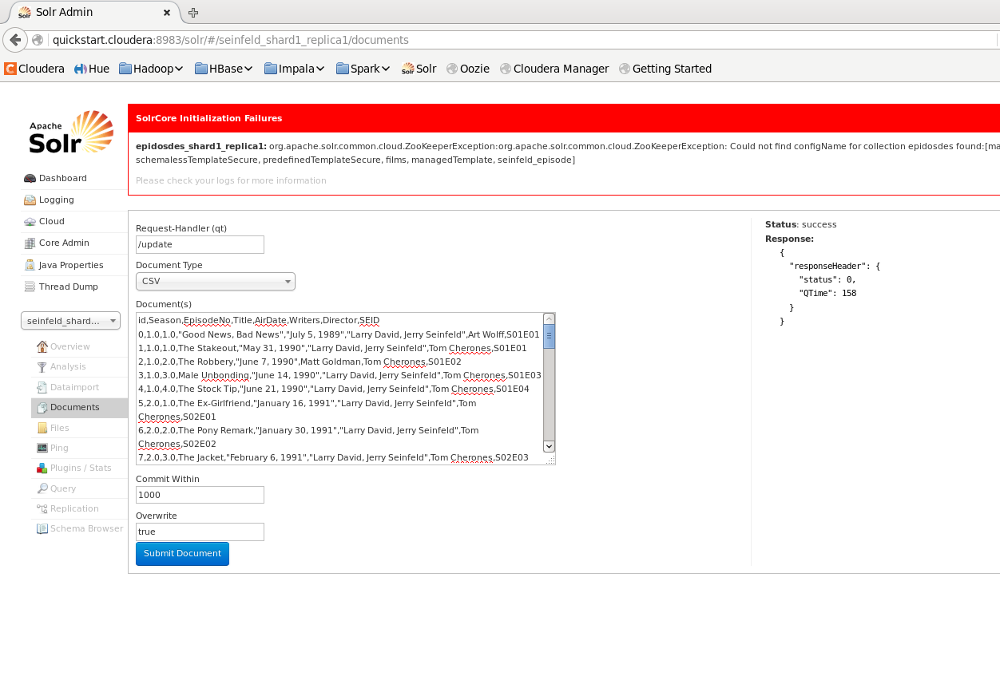 Solr Admin
quickstart.cloudera:8983/solr/#/seinfeld_shard1_replica1/documents
Cloudera Hue Hadoop HBase Impala Spark Solr Oozie Cloudera Manager Getting Started
Apache
Solr
Dashboard
Logging
Cloud
Core Admin
Java Properties
Thread Dump
seinfeld_shard...
Overview
Analysis
Dataimport
Documents
Files
Ping
Plugins / Stats
Query
Replication
Schema Browser
SolrCore Initialization Failures
epidosdes_shard1_replica1: org.apache.solr.common.cloud.ZooKeeperException:org.apache.solr.common.cloud.ZooKeeperException: Could not find configName for collection epidosdes found:[ma
schemalessTemplateSecure, predefinedTemplateSecure, films, managedTemplate, seinfeld_episode]
Please check your logs for more information
Request-Handler (qt)
/update
Document Type
CSV
Document(s)
id,Season,EpisodeNo,Title,AirDate,Writers,Director,SEID
0,1.0,1.0,"Good News, Bad News","July 5, 1989","Larry David, Jerry Seinfeld",Art Wolff,S01E01
1,1.0,1.0,The Stakeout,"May 31, 1990","Larry David, Jerry Seinfeld",Tom Cherones,S01E01
2,1.0,2.0,The Robbery,"June 7, 1990",Matt Goldman,Tom Cherones,S01E02
3,1.0,3.0,Male Unbonding,"June 14, 1990","Larry David, Jerry Seinfeld",Tom Cherones,S01E03
4,1.0,4.0,The Stock Tip,"June 21, 1990","Larry David, Jerry Seinfeld",Tom Cherones,S01E04
5,2.0,1.0,The Ex-Girlfriend,"January 16, 1991","Larry David, Jerry Seinfeld",Tom
Cherones,S02E01
6,2.0,2.0,The Pony Remark,"January 30, 1991","Larry David, Jerry Seinfeld",Tom
Cherones,S02E02
7,2.0,3.0,The Jacket,"February 6, 1991","Larry David, Jerry Seinfeld",Tom Cherones,S02E03
Commit Within
1000
Overwrite
true
Submit Document
Status: success
Response:
{
"responseHeader": {
"status": 0,
"QTime": 158
}
}